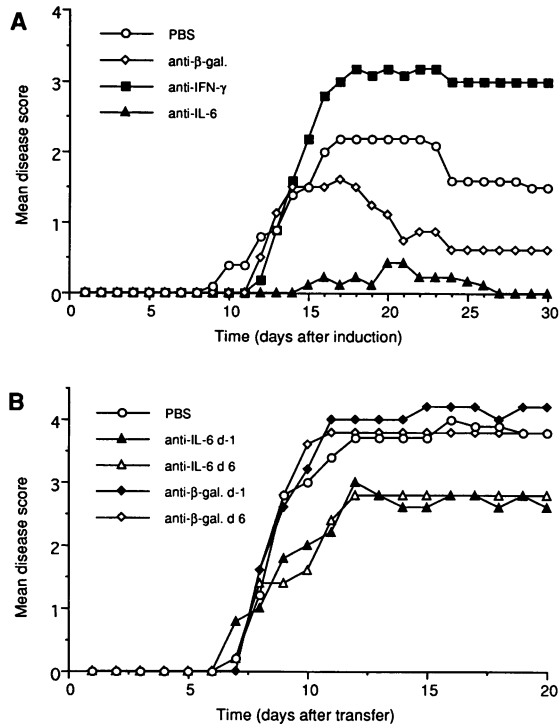 A
PBS
anti-β-gal.
anti-IFN-γ
anti-IL-6
Mean disease score
4
3
2
1
0
0 5 10 15 20 25 30
Time (days after induction)
B
PBS
anti-IL-6 d-1
anti-IL-6 d 6
anti-β-gal. d-1
anti-β-gal. d 6
Mean disease score
4
3
2
1
0
0 5 10 15 20
Time (days after transfer)